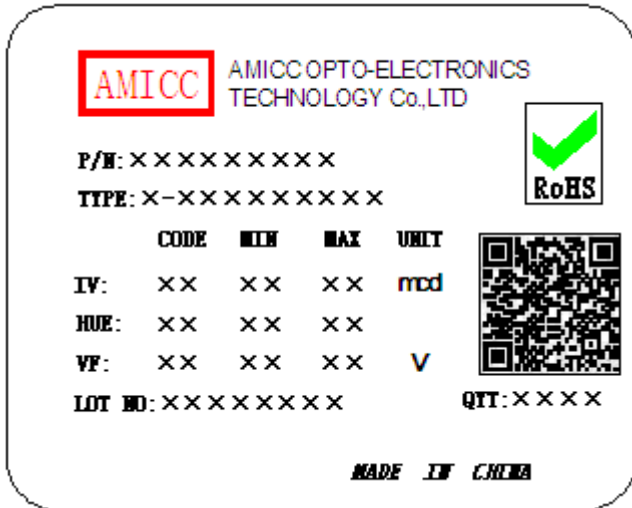 AMICC
AMICC OPTO-ELECTRONICS
TECHNOLOGY Co.,LTD
P/N: ×××××××××
TYPE: ×-×××××××××
RoHS
CODE MIN MAX UNIT
IV: ×× ×× ×× mcd
HUE: ×× ×× ××
VF: ×× ×× ×× V
LOT NO: ××××××××
QTY: ××××
MADE IN CHINA